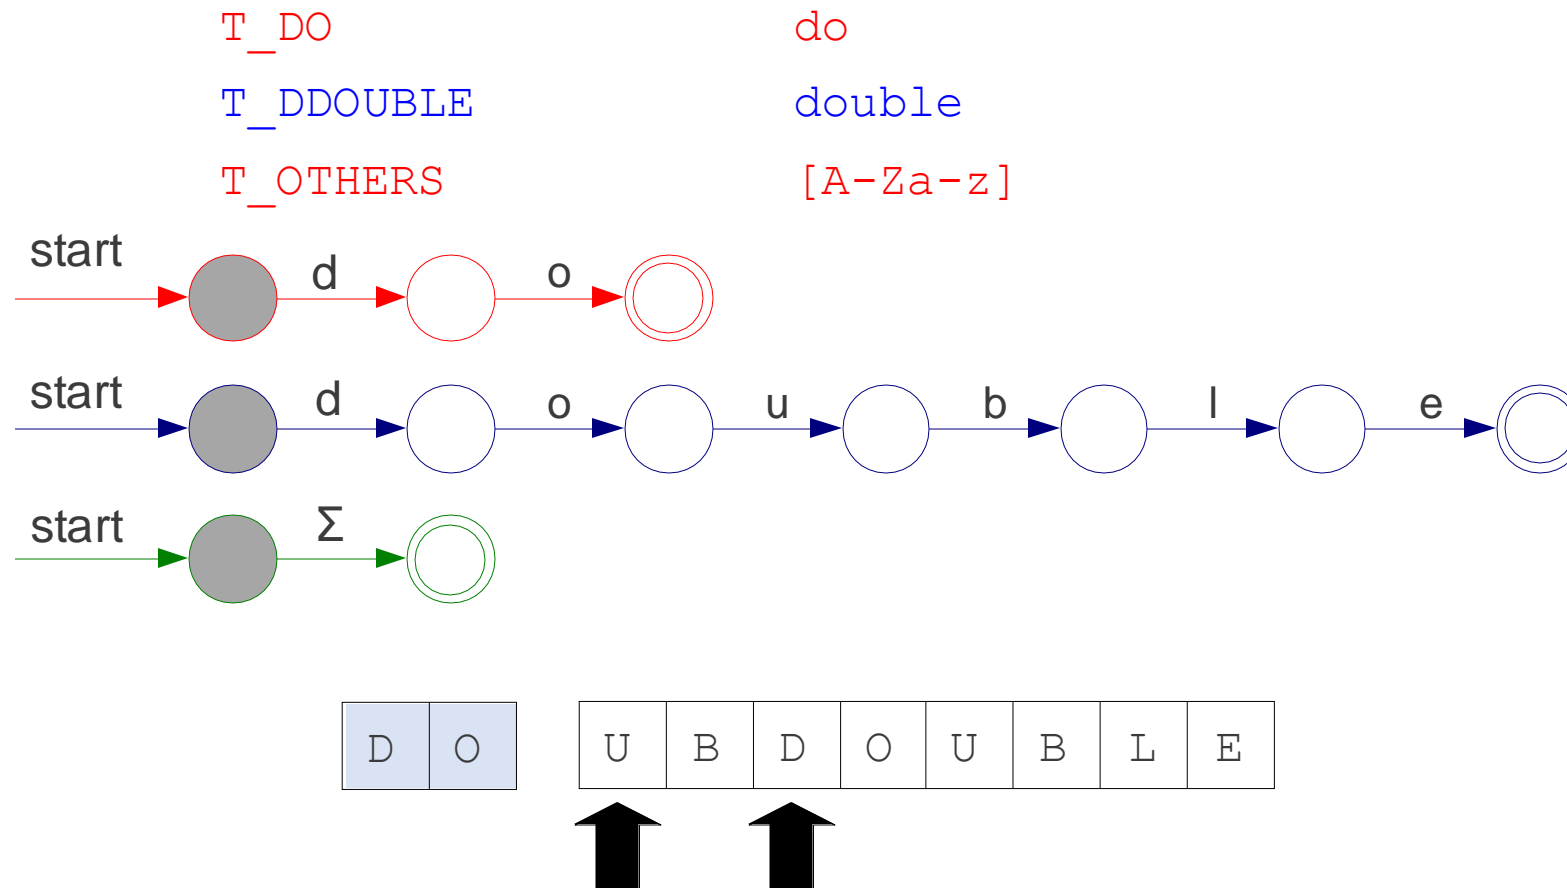 T_DO do
T_DDOUBLE double
T_OTHERS [A-Za-z]
start d o
start d o u b l e
start Σ
D O U B D O U B L E